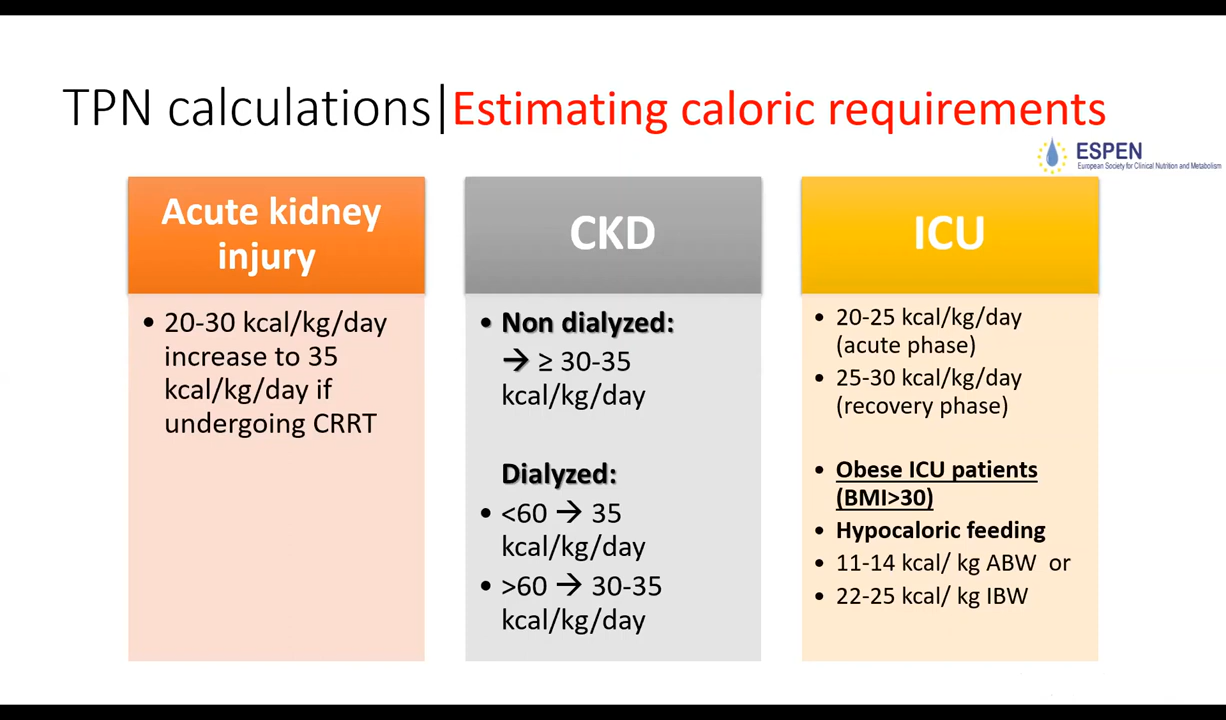 TPN calculations|Estimating caloric requirements
ESPEN
European Society for Clinical Nutrition and Metabolism
Acute kidney
injury
• 20-30 kcal/kg/day
increase to 35
kcal/kg/day if
undergoing CRRT
CKD
• Non dialyzed:
→ ≥ 30-35
kcal/kg/day
Dialyzed:
• <60 → 35
kcal/kg/day
• >60 → 30-35
kcal/kg/day
ICU
• 20-25 kcal/kg/day
(acute phase)
• 25-30 kcal/kg/day
(recovery phase)
• Obese ICU patients
(BMI>30)
• Hypocaloric feeding
• 11-14 kcal/ kg ABW or
• 22-25 kcal/ kg IBW